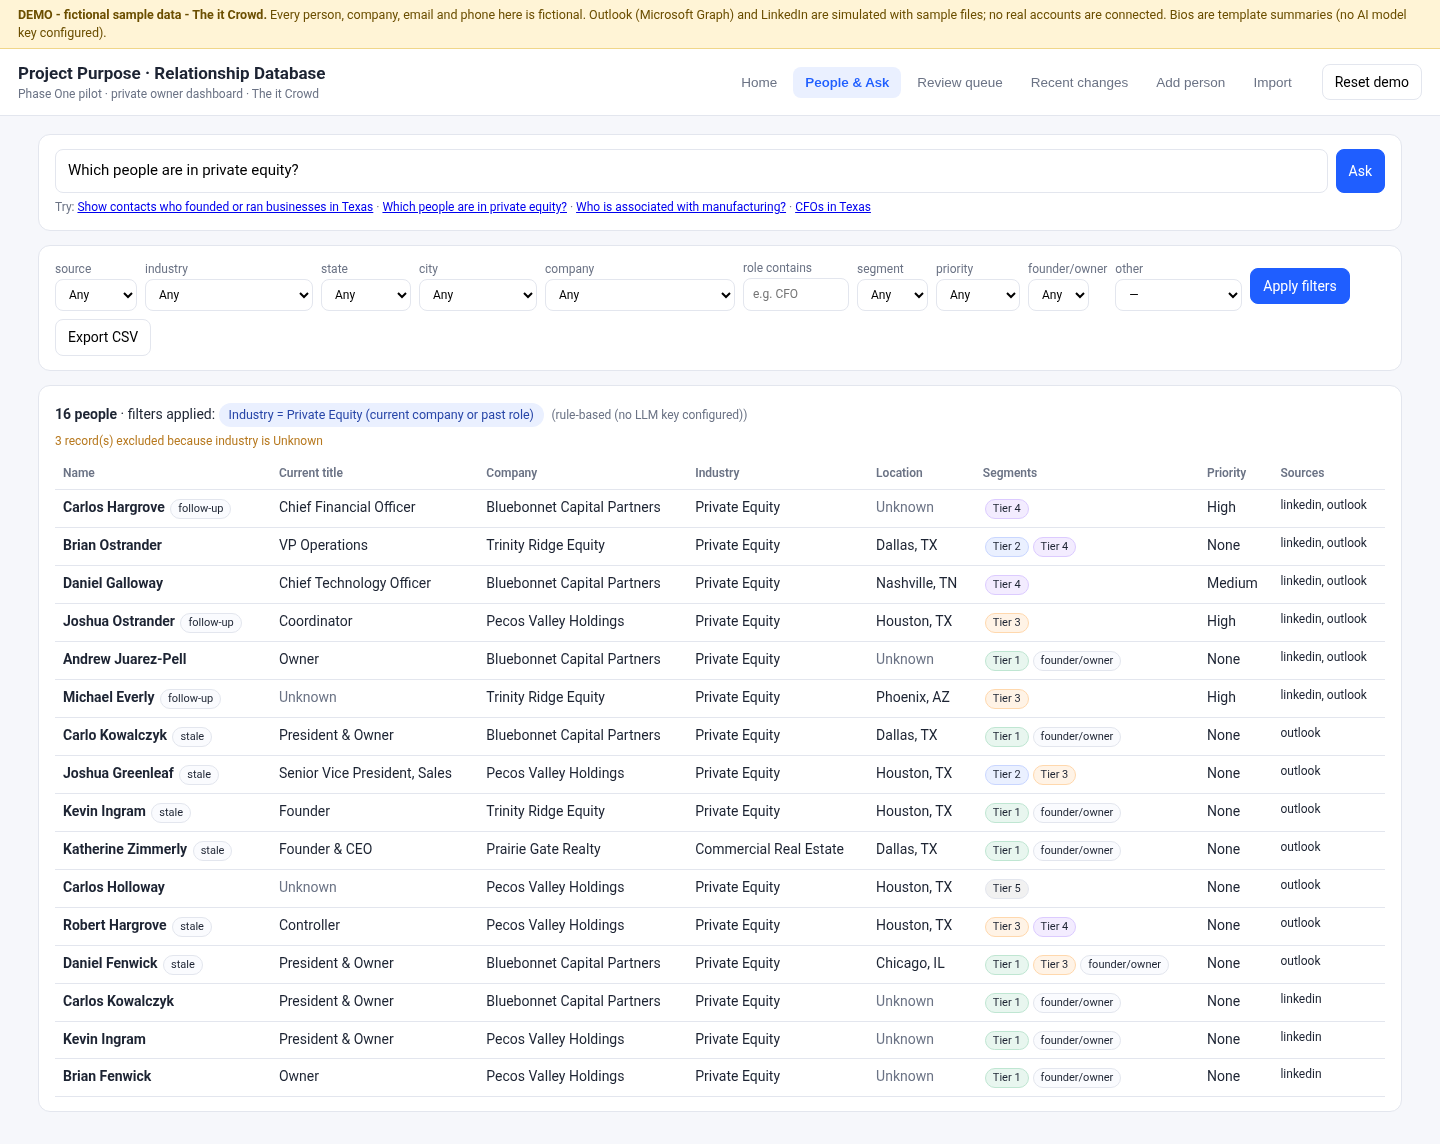 DEMO - fictional sample data - The it Crowd. Every person, company, email and phone here is fictional. Outlook (Microsoft Graph) and LinkedIn are simulated with sample files; no real accounts are connected. Bios are template summaries (no AI model
key configured).
Project Purpose · Relationship Database
Phase One pilot · private owner dashboard · The it Crowd
Home People & Ask Review queue Recent changes Add person Import Reset demo
Which people are in private equity? Ask
Try: Show contacts who founded or ran businesses in Texas · Which people are in private equity? · Who is associated with manufacturing? · CFOs in Texas
source industry state city company role contains segment priority founder/owner other
Any Any Any Any Any e.g. CFO Any Any Any — Apply filters
Export CSV
16 people · filters applied: Industry = Private Equity (current company or past role) (rule-based (no LLM key configured))
3 record(s) excluded because industry is Unknown
Name Current title Company Industry Location Segments Priority Sources
Carlos Hargrove follow-up Chief Financial Officer Bluebonnet Capital Partners Private Equity Unknown Tier 4 High linkedin, outlook
Brian Ostrander VP Operations Trinity Ridge Equity Private Equity Dallas, TX Tier 2 Tier 4 None linkedin, outlook
Daniel Galloway Chief Technology Officer Bluebonnet Capital Partners Private Equity Nashville, TN Tier 4 Medium linkedin, outlook
Joshua Ostrander follow-up Coordinator Pecos Valley Holdings Private Equity Houston, TX Tier 3 High linkedin, outlook
Andrew Juarez-Pell Owner Bluebonnet Capital Partners Private Equity Unknown Tier 1 founder/owner None linkedin, outlook
Michael Everly follow-up Unknown Trinity Ridge Equity Private Equity Phoenix, AZ Tier 3 High linkedin, outlook
Carlo Kowalczyk stale President & Owner Bluebonnet Capital Partners Private Equity Dallas, TX Tier 1 founder/owner None outlook
Joshua Greenleaf stale Senior Vice President, Sales Pecos Valley Holdings Private Equity Houston, TX Tier 2 Tier 3 None outlook
Kevin Ingram stale Founder Trinity Ridge Equity Private Equity Houston, TX Tier 1 founder/owner None outlook
Katherine Zimmerly stale Founder & CEO Prairie Gate Realty Commercial Real Estate Dallas, TX Tier 1 founder/owner None outlook
Carlos Holloway Unknown Pecos Valley Holdings Private Equity Houston, TX Tier 5 None outlook
Robert Hargrove stale Controller Pecos Valley Holdings Private Equity Houston, TX Tier 3 Tier 4 None outlook
Daniel Fenwick stale President & Owner Bluebonnet Capital Partners Private Equity Chicago, IL Tier 1 Tier 3 founder/owner None outlook
Carlos Kowalczyk President & Owner Bluebonnet Capital Partners Private Equity Unknown Tier 1 founder/owner None linkedin
Kevin Ingram President & Owner Pecos Valley Holdings Private Equity Unknown Tier 1 founder/owner None linkedin
Brian Fenwick Owner Pecos Valley Holdings Private Equity Unknown Tier 1 founder/owner None linkedin